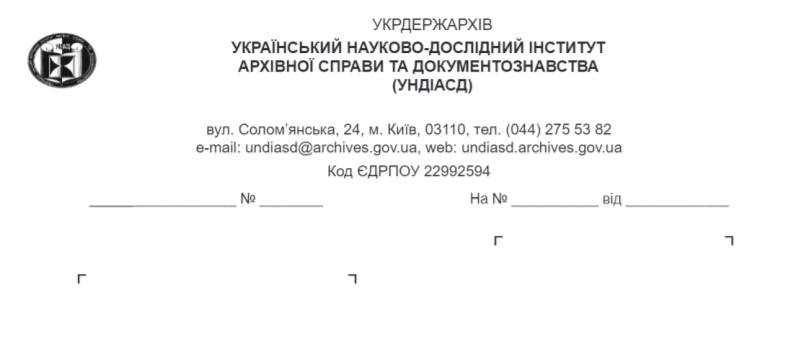 УКРДЕРЖАРХІВ
УКРАЇНСЬКИЙ НАУКОВО-ДОСЛІДНИЙ ІНСТИТУТ
АРХІВНОЇ СПРАВИ ТА ДОКУМЕНТОЗНАВСТВА
(УНДІАСД)
вул. Солом’янська, 24, м. Київ, 03110, тел. (044) 275 53 82
e-mail: undiasd@archives.gov.ua, web: undiasd.archives.gov.ua
Код ЄДРПОУ 22992594
_________________ № ________ На № ___________ від _____________